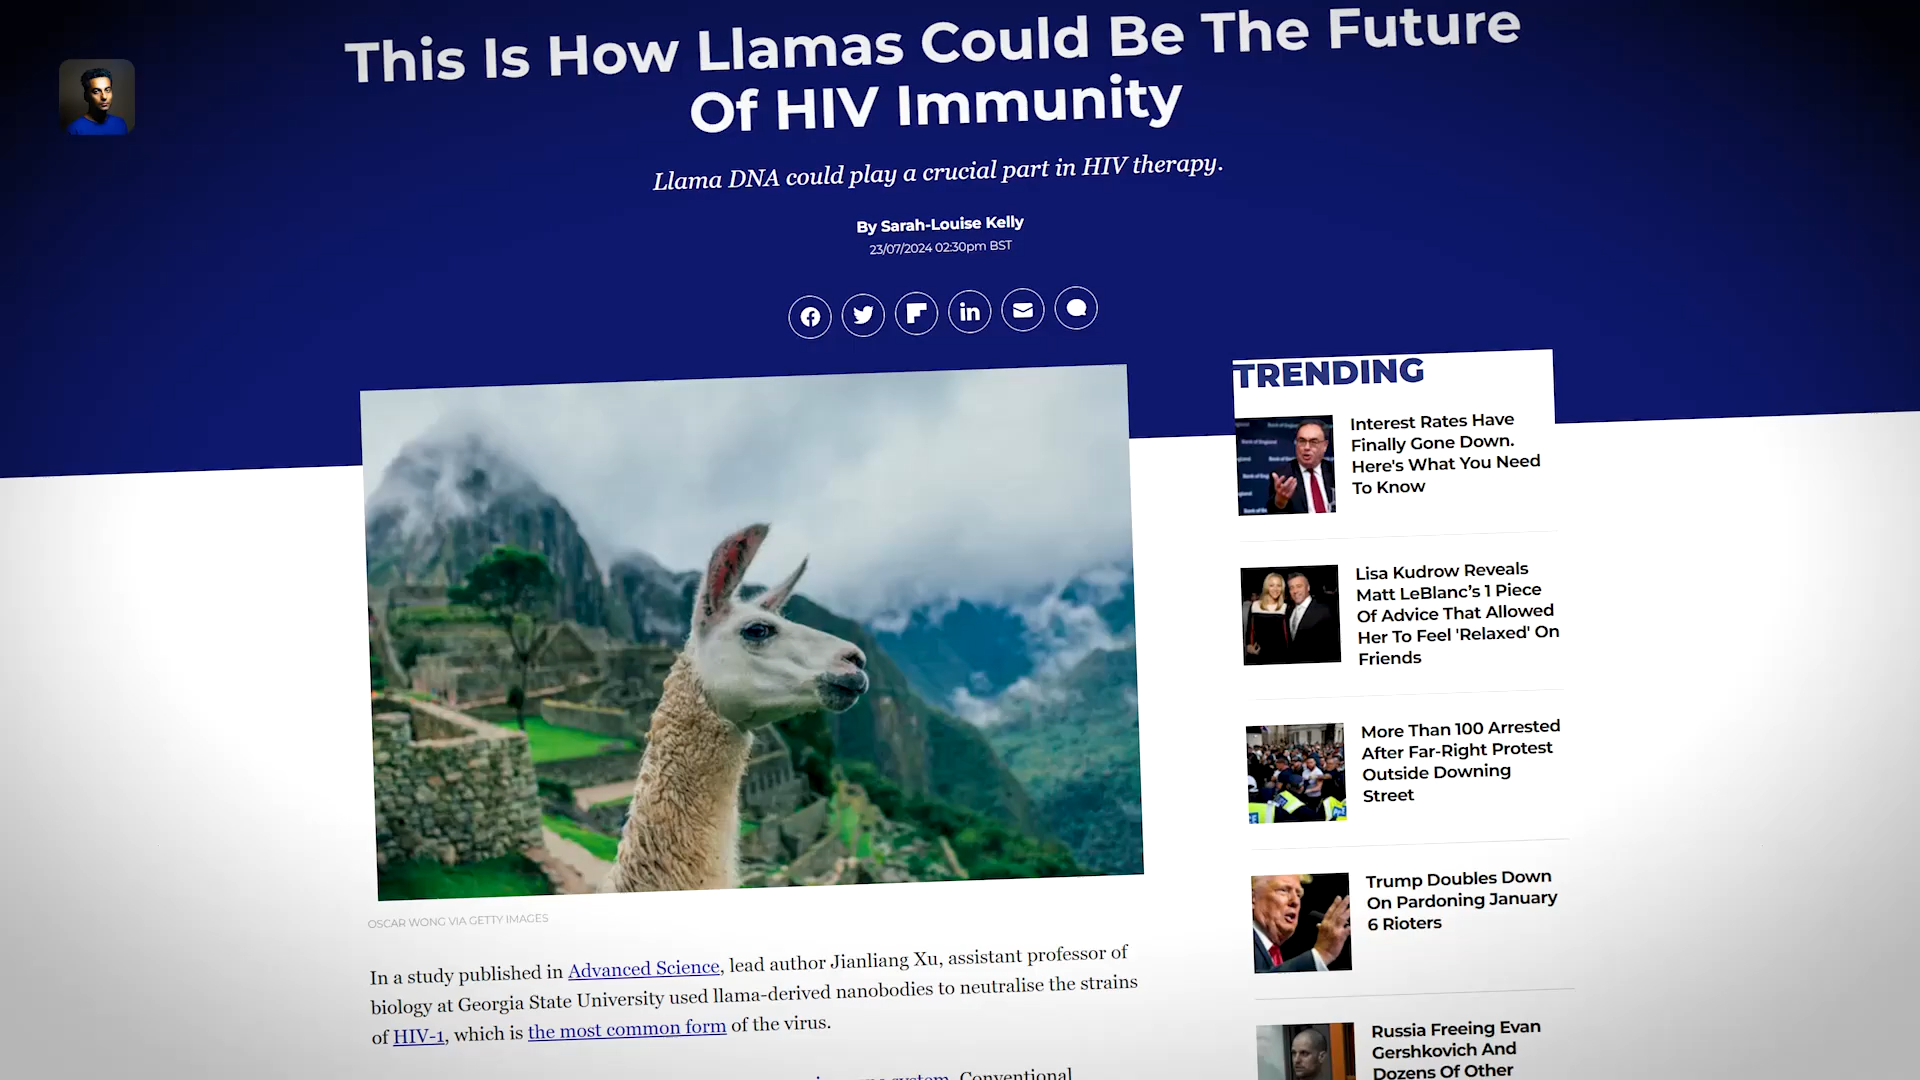 This Is How Llamas Could Be The Future
Of HIV Immunity
Llama DNA could play a crucial part in HIV therapy.
By Sarah-Louise Kelly
23/07/2024 02:30pm BST
TRENDING
Interest Rates Have
Finally Gone Down.
Here's What You Need
To Know
Lisa Kudrow Reveals
Matt LeBlanc’s 1 Piece
Of Advice That Allowed
Her To Feel 'Relaxed' On
Friends
More Than 100 Arrested
After Far-Right Protest
Outside Downing
Street
Trump Doubles Down
On Pardoning January
6 Rioters
Russia Freeing Evan
Gershkovich And
Dozens Of Other
OSCAR WONG VIA GETTY IMAGES
In a study published in Advanced Science, lead author Jianliang Xu, assistant professor of
biology at Georgia State University used llama-derived nanobodies to neutralise the strains
of HIV-1, which is the most common form of the virus.
system. Conventional